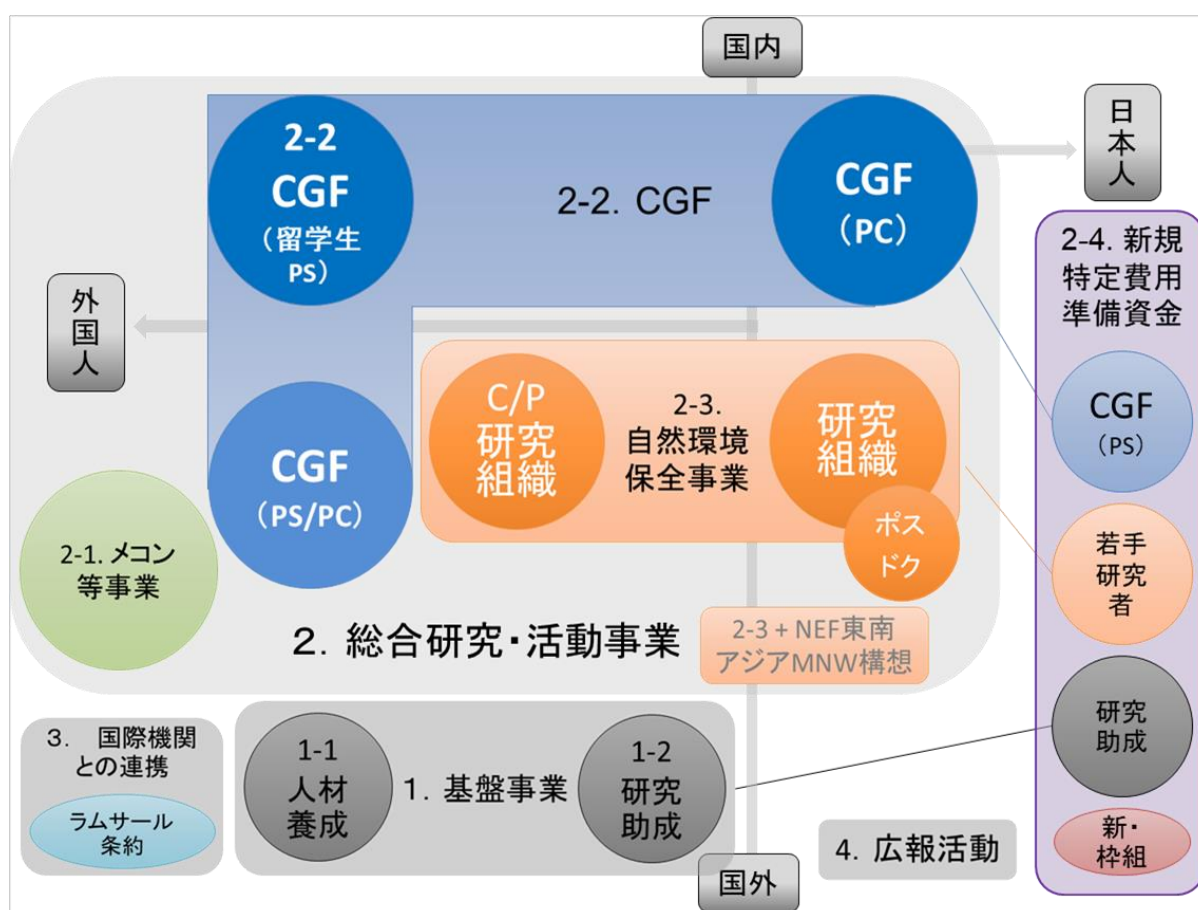 国内
日本人
外国人
2-2
CGF
（留学生
PS）
2-2. CGF
CGF
（PC）
CGF
（PS/PC）
C/P
研究
組織
2-3.
自然環境
保全事業
研究
組織
ポス
ドク
2-1. メコン
等事業
2. 総合研究・活動事業
2-3 + NEF東南
アジアMNW構想
2-4. 新規
特定費用
準備資金
CGF
（PS）
若手
研究
者
研究
助成
新・
枠組
3. 国際機関
との連携
ラムサール
条約
1-1
人材
養成
1. 基盤事業
1-2
研究
助成
4. 広報活動
国外